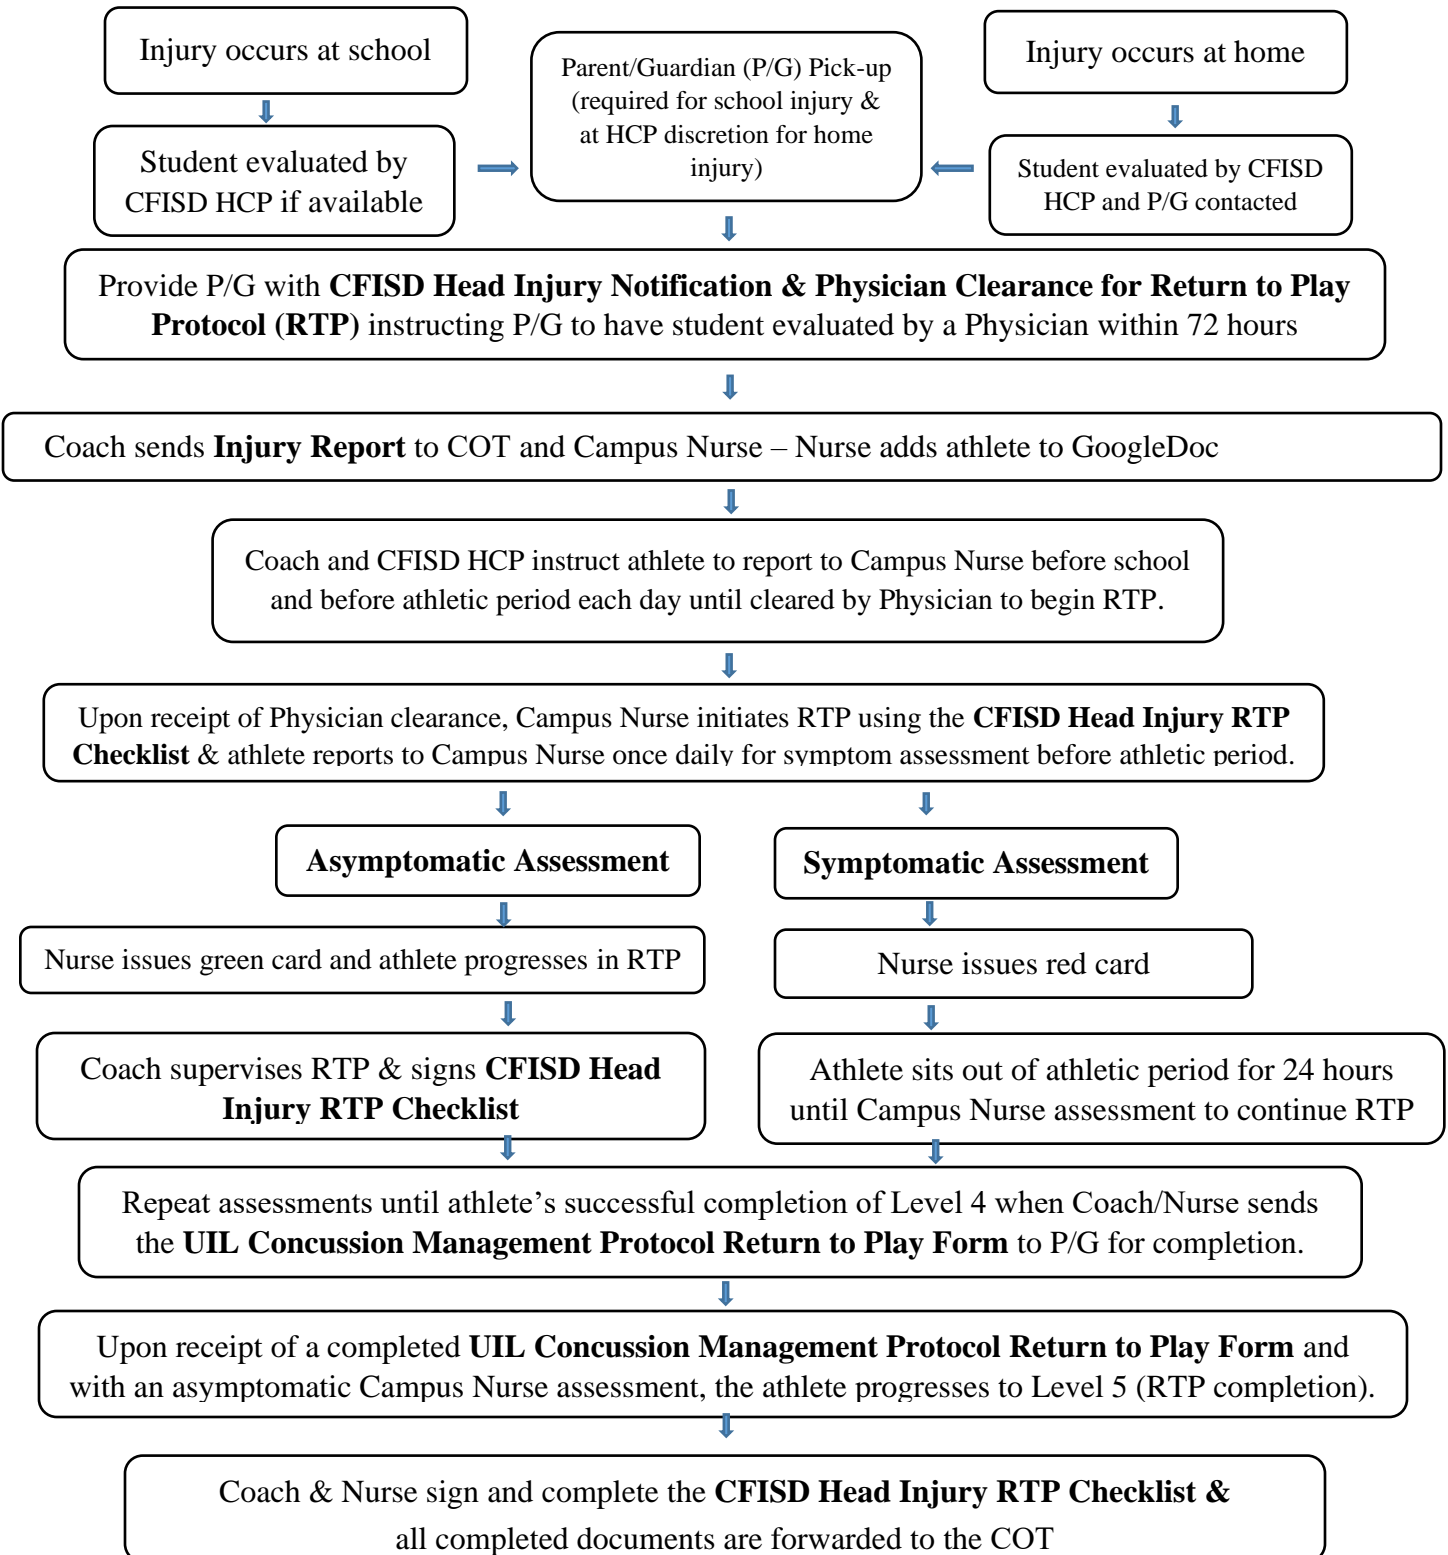 Injury occurs at school
Parent/Guardian (P/G) Pick-up
(required for school injury &
at HCP discretion for home
injury)
Injury occurs at home
Student evaluated by
CFISD HCP if available
Student evaluated by CFISD
HCP and P/G contacted
Provide P/G with CFISD Head Injury Notification & Physician Clearance for Return to Play
Protocol (RTP) instructing P/G to have student evaluated by a Physician within 72 hours
Coach sends Injury Report to COT and Campus Nurse – Nurse adds athlete to GoogleDoc
Coach and CFISD HCP instruct athlete to report to Campus Nurse before school
and before athletic period each day until cleared by Physician to begin RTP.
Upon receipt of Physician clearance, Campus Nurse initiates RTP using the CFISD Head Injury RTP
Checklist & athlete reports to Campus Nurse once daily for symptom assessment before athletic period.
Asymptomatic Assessment
Symptomatic Assessment
Nurse issues green card and athlete progresses in RTP
Nurse issues red card
Coach supervises RTP & signs CFISD Head
Injury RTP Checklist
Athlete sits out of athletic period for 24 hours
until Campus Nurse assessment to continue RTP
Repeat assessments until athlete’s successful completion of Level 4 when Coach/Nurse sends
the UIL Concussion Management Protocol Return to Play Form to P/G for completion.
Upon receipt of a completed UIL Concussion Management Protocol Return to Play Form and
with an asymptomatic Campus Nurse assessment, the athlete progresses to Level 5 (RTP completion).
Coach & Nurse sign and complete the CFISD Head Injury RTP Checklist &
all completed documents are forwarded to the COT